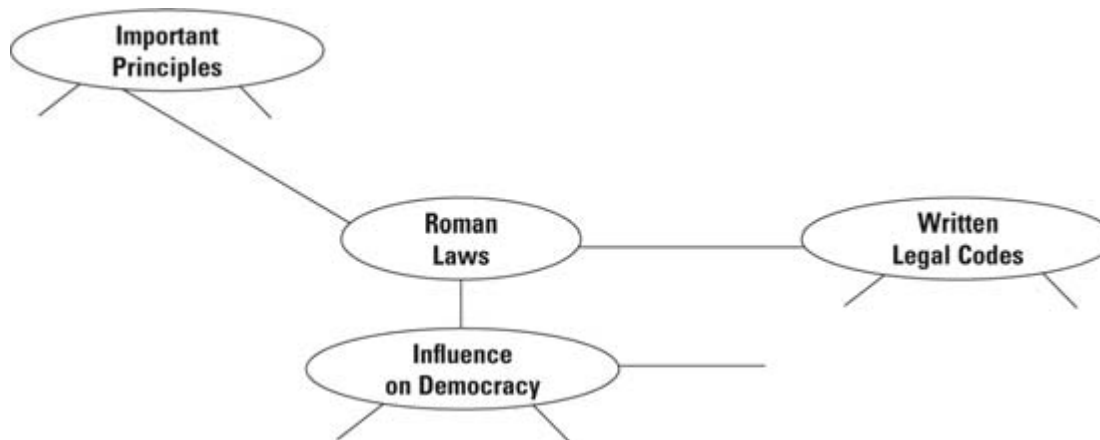 Important
Principles
Roman
Laws
Written
Legal Codes
Influence
on Democracy